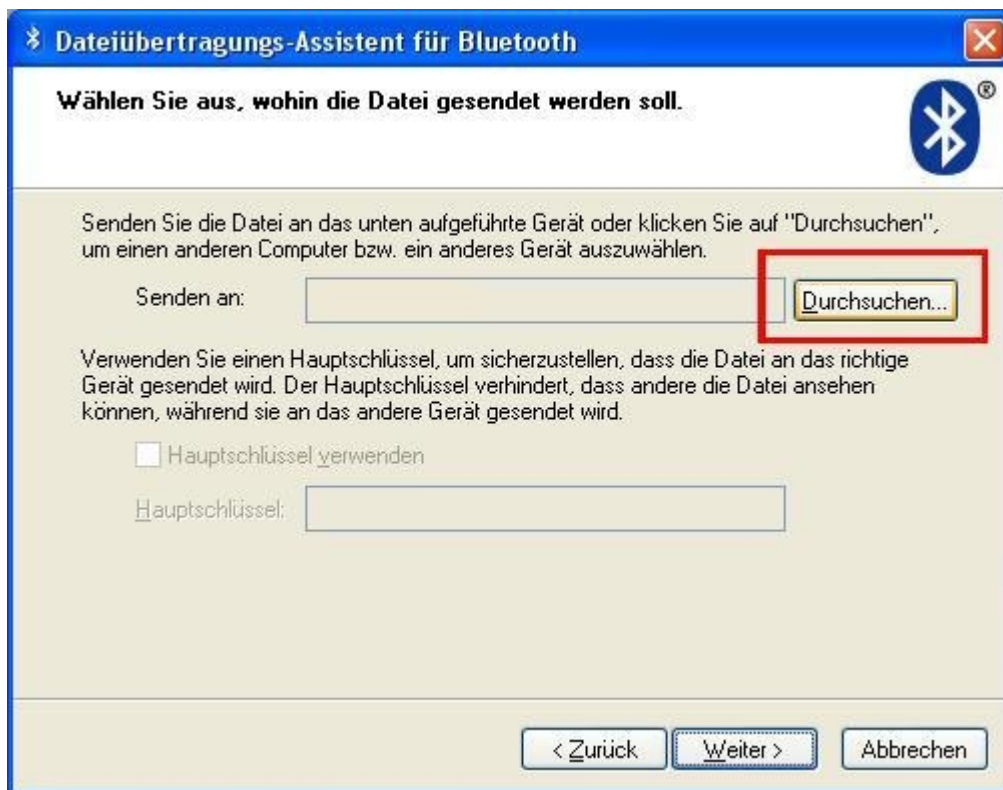 Dateiübertragungs-Assistent für Bluetooth
Wählen Sie aus, wohin die Datei gesendet werden soll.
®
Senden Sie die Datei an das unten aufgeführte Gerät oder klicken Sie auf "Durchsuchen",
um einen anderen Computer bzw. ein anderes Gerät auszuwählen.
Senden an:
Durchsuchen...
Verwenden Sie einen Hauptschlüssel, um sicherzustellen, dass die Datei an das richtige
Gerät gesendet wird. Der Hauptschlüssel verhindert, dass andere die Datei ansehen
können, während sie an das andere Gerät gesendet wird.
Hauptschlüssel verwenden
Hauptschlüssel:
< Zurück
Weiter >
Abbrechen